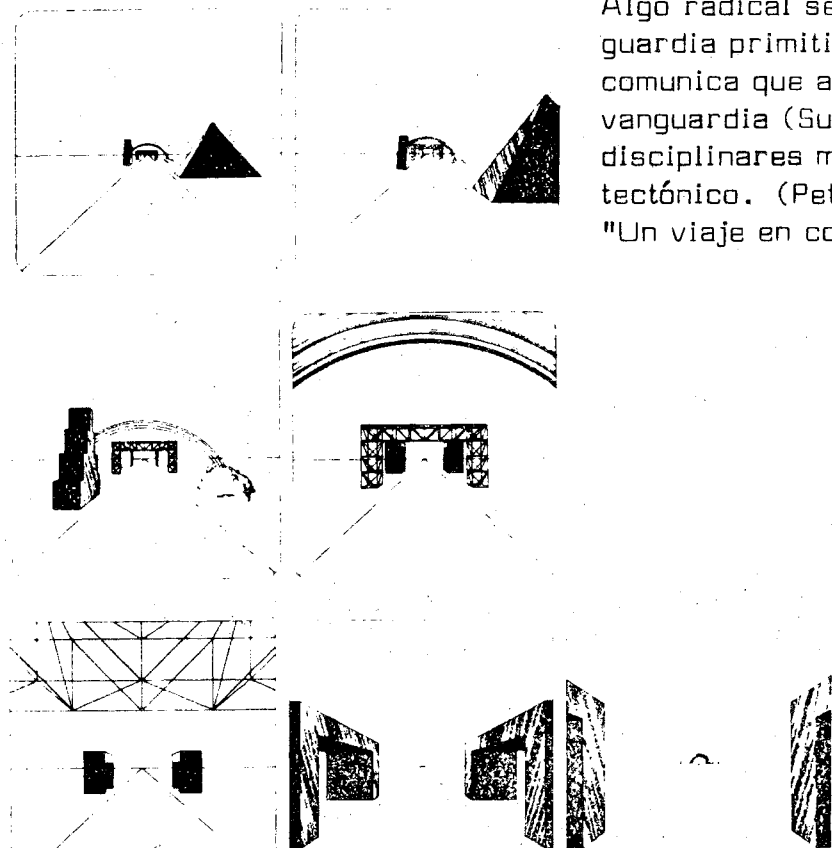 Algo radical se
guardia primiti
comunica que a
vanguardia (Su
disciplinares m
tectónico. (Pet
"Un viaje en co